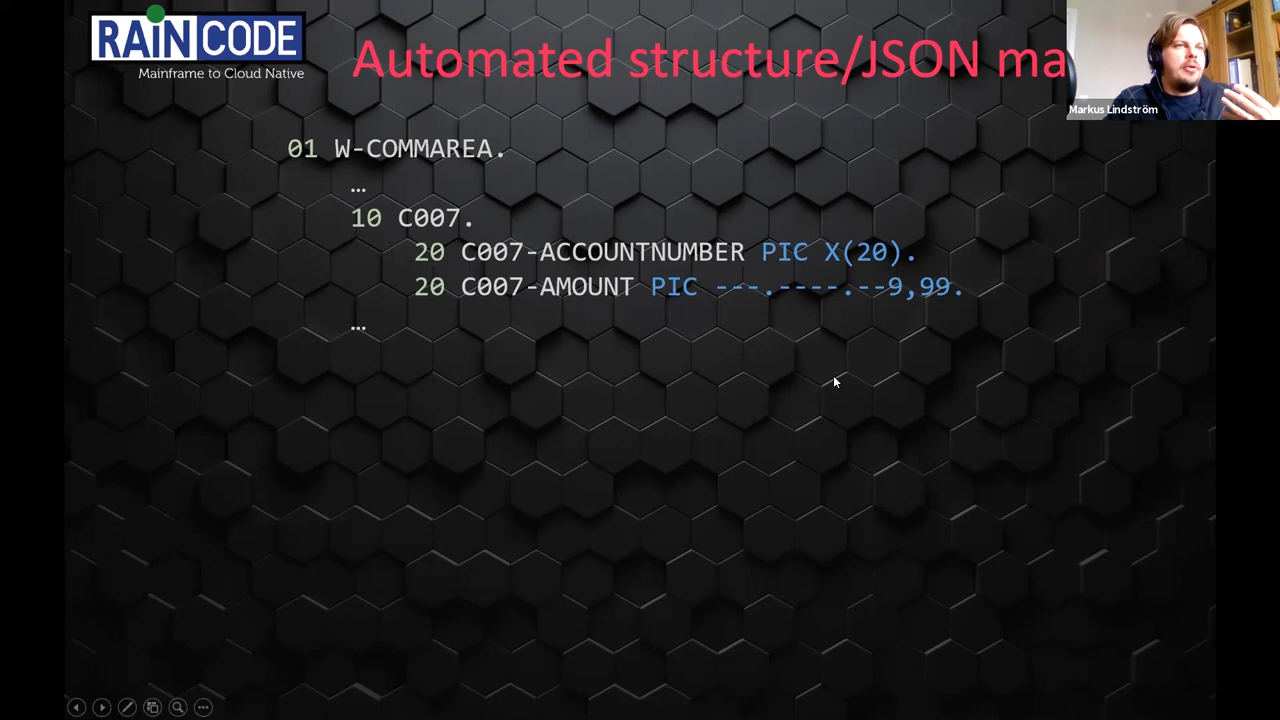 RAINCODE
Mainframe to Cloud Native
Automated structure/JSON ma
Markus Lindström
01 W-COMMAREA.
…
10 C007.
20 C007-ACCOUNTNUMBER PIC X(20).
20 C007-AMOUNT PIC ---.----.--9,99.
…